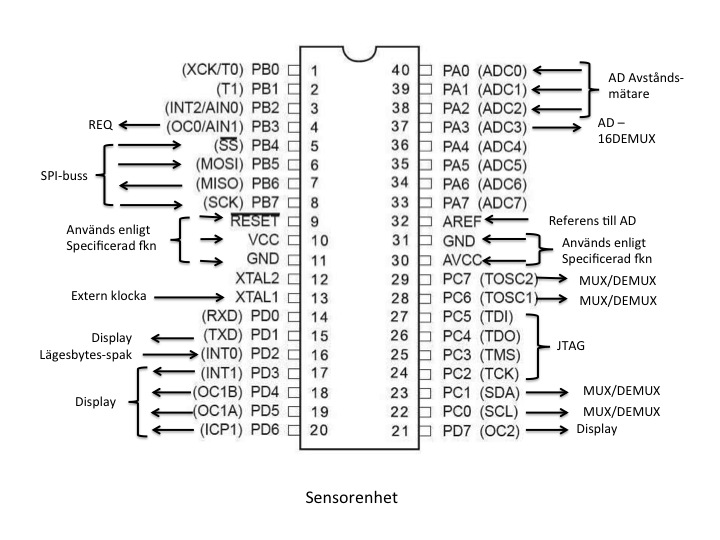 (XCK/T0) PB0 1 40 PA0 (ADC0)
(T1) PB1 2 39 PA1 (ADC1)
AD Avstånds-
mätare
(INT2/AIN0) PB2 3 38 PA2 (ADC2)
REQ (OC0/AIN1) PB3 4 37 PA3 (ADC3)
AD –
16DEMUX
(SS) PB4 5 36 PA4 (ADC4)
(MOSI) PB5 6 35 PA5 (ADC5)
SPI-buss
(MISO) PB6 7 34 PA6 (ADC6)
(SCK) PB7 8 33 PA7 (ADC7)
RESET 9 32 AREF Referens till AD
Används enligt
Specificerad fkn
VCC 10 31 GND
Används enligt
Specificerad fkn
GND 11 30 AVCC
XTAL2 12 29 PC7 (TOSC2) MUX/DEMUX
Extern klocka XTAL1 13 28 PC6 (TOSC1) MUX/DEMUX
(RXD) PD0 14 27 PC5 (TDI)
Display (TXD) PD1 15 26 PC4 (TDO)
JTAG
Lägesbytes-spak (INT0) PD2 16 25 PC3 (TMS)
(INT1) PD3 17 24 PC2 (TCK)
(OC1B) PD4 18 23 PC1 (SDA) MUX/DEMUX
Display
(OC1A) PD5 19 22 PC0 (SCL) MUX/DEMUX
(ICP1) PD6 20 21 PD7 (OC2) Display
Sensorenhet